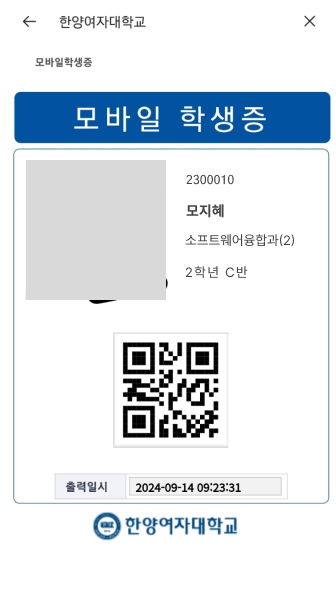 한양여자대학교
모바일학생증
모바일 학생증
2300010
모지혜
소프트웨어융합과(2)
2학년 C반
출력일시 2024-09-14 09:23:31
한양여자대학교